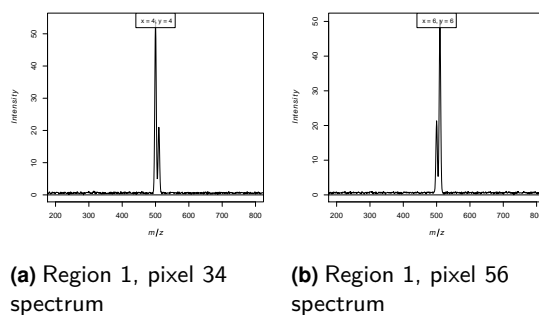 x = 4, y = 4
50
40
30
20
10
0
Intensity
200 300 400 500 600 700 800
m/z
(a) Region 1, pixel 34
spectrum
x = 6, y = 6
50
40
30
20
10
0
Intensity
200 300 400 500 600 700 800
m/z
(b) Region 1, pixel 56
spectrum